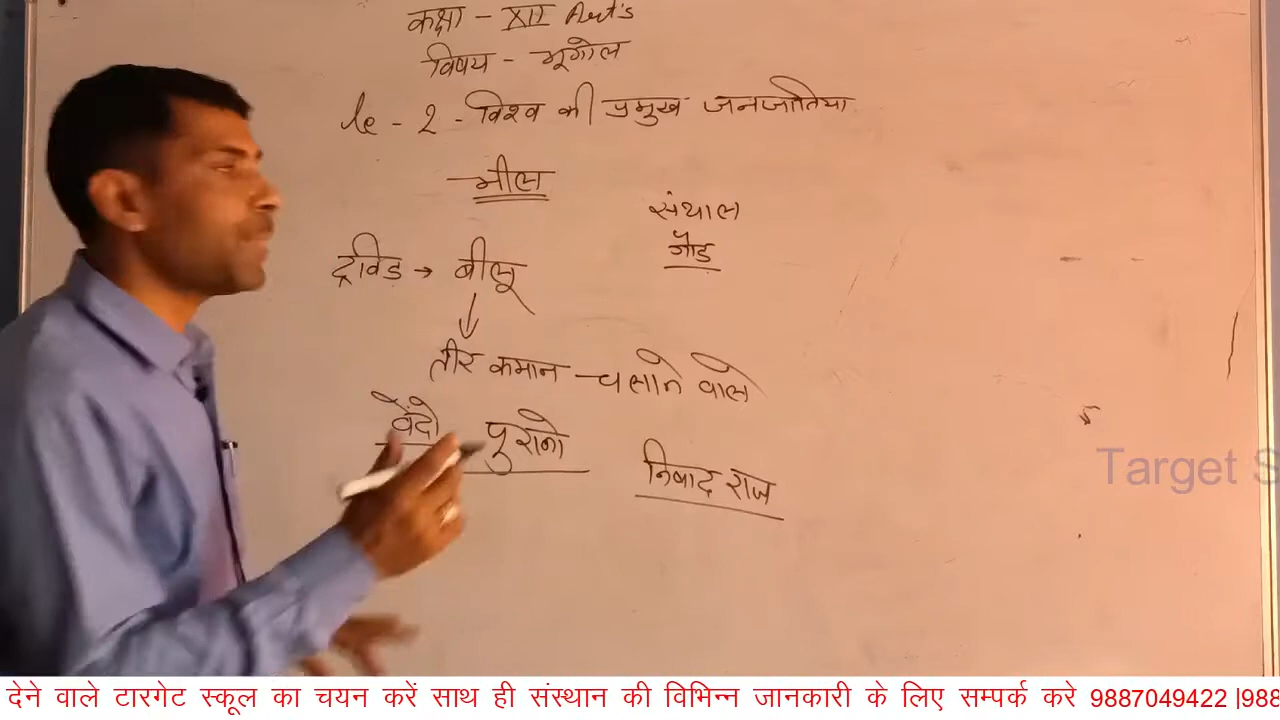 कक्षा - XII Art's
विषय - भूगोल
le - 2 - विश्व की प्रमुख जनजातिया
भील
संथाल
गौड़
द्रविड़ → बीलू
तीर कमान चलाने वाले
वेदो पुरानो
निषाद राज
Target S
देने वाले टारगेट स्कूल का चयन करें साथ ही संस्थान की विभिन्न जानकारी के लिए सम्पर्क करे 9887049422 |988